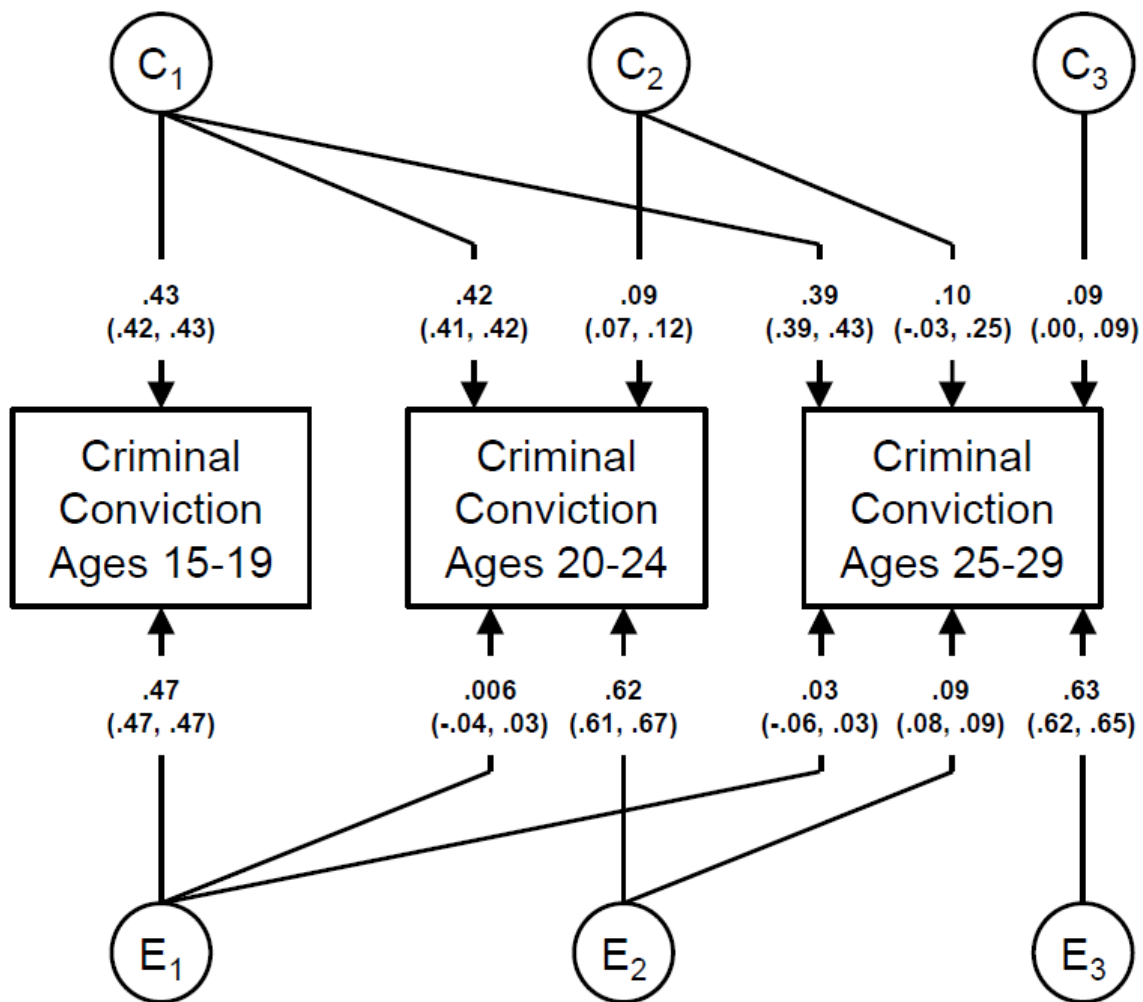 C1 C2 C3
.43 .42 .09 .39 .10 .09
(.42, .43) (.41, .42) (.07, .12) (.39, .43) (-.03, .25) (.00, .09)
Criminal Criminal Criminal
Conviction Conviction Conviction
Ages 15-19 Ages 20-24 Ages 25-29
.47 .006 .62 .03 .09 .63
(.47, .47) (-.04, .03) (.61, .67) (-.06, .03) (.08, .09) (.62, .65)
E1 E2 E3